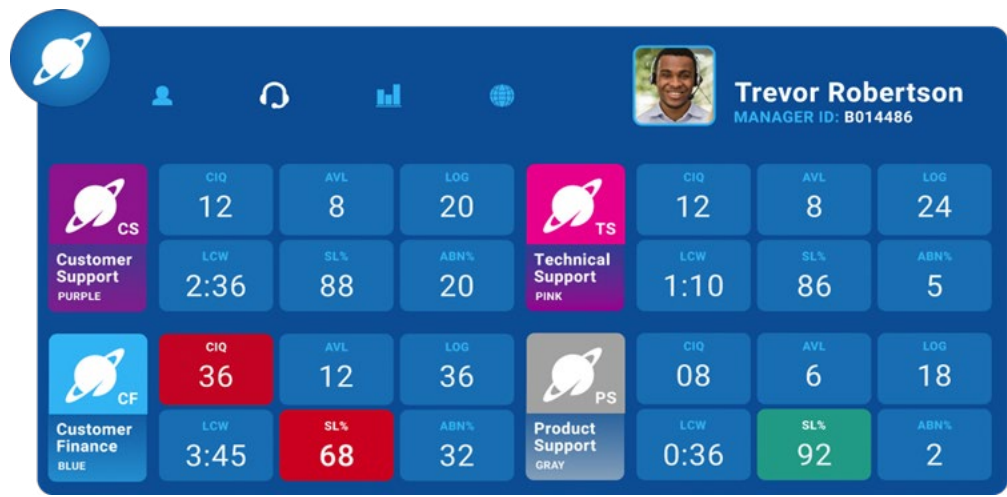 Trevor Robertson
MANAGER ID: B014486
CS
Customer
Support
PURPLE
CIQ
12
AVL
8
LOG
20
LCW
2:36
SL%
88
ABN%
20
TS
Technical
Support
PINK
CIQ
12
AVL
8
LOG
24
LCW
1:10
SL%
86
ABN%
5
CF
Customer
Finance
BLUE
CIQ
36
AVL
12
LOG
36
LCW
3:45
SL%
68
ABN%
32
PS
Product
Support
GRAY
CIQ
08
AVL
6
LOG
18
LCW
0:36
SL%
92
ABN%
2